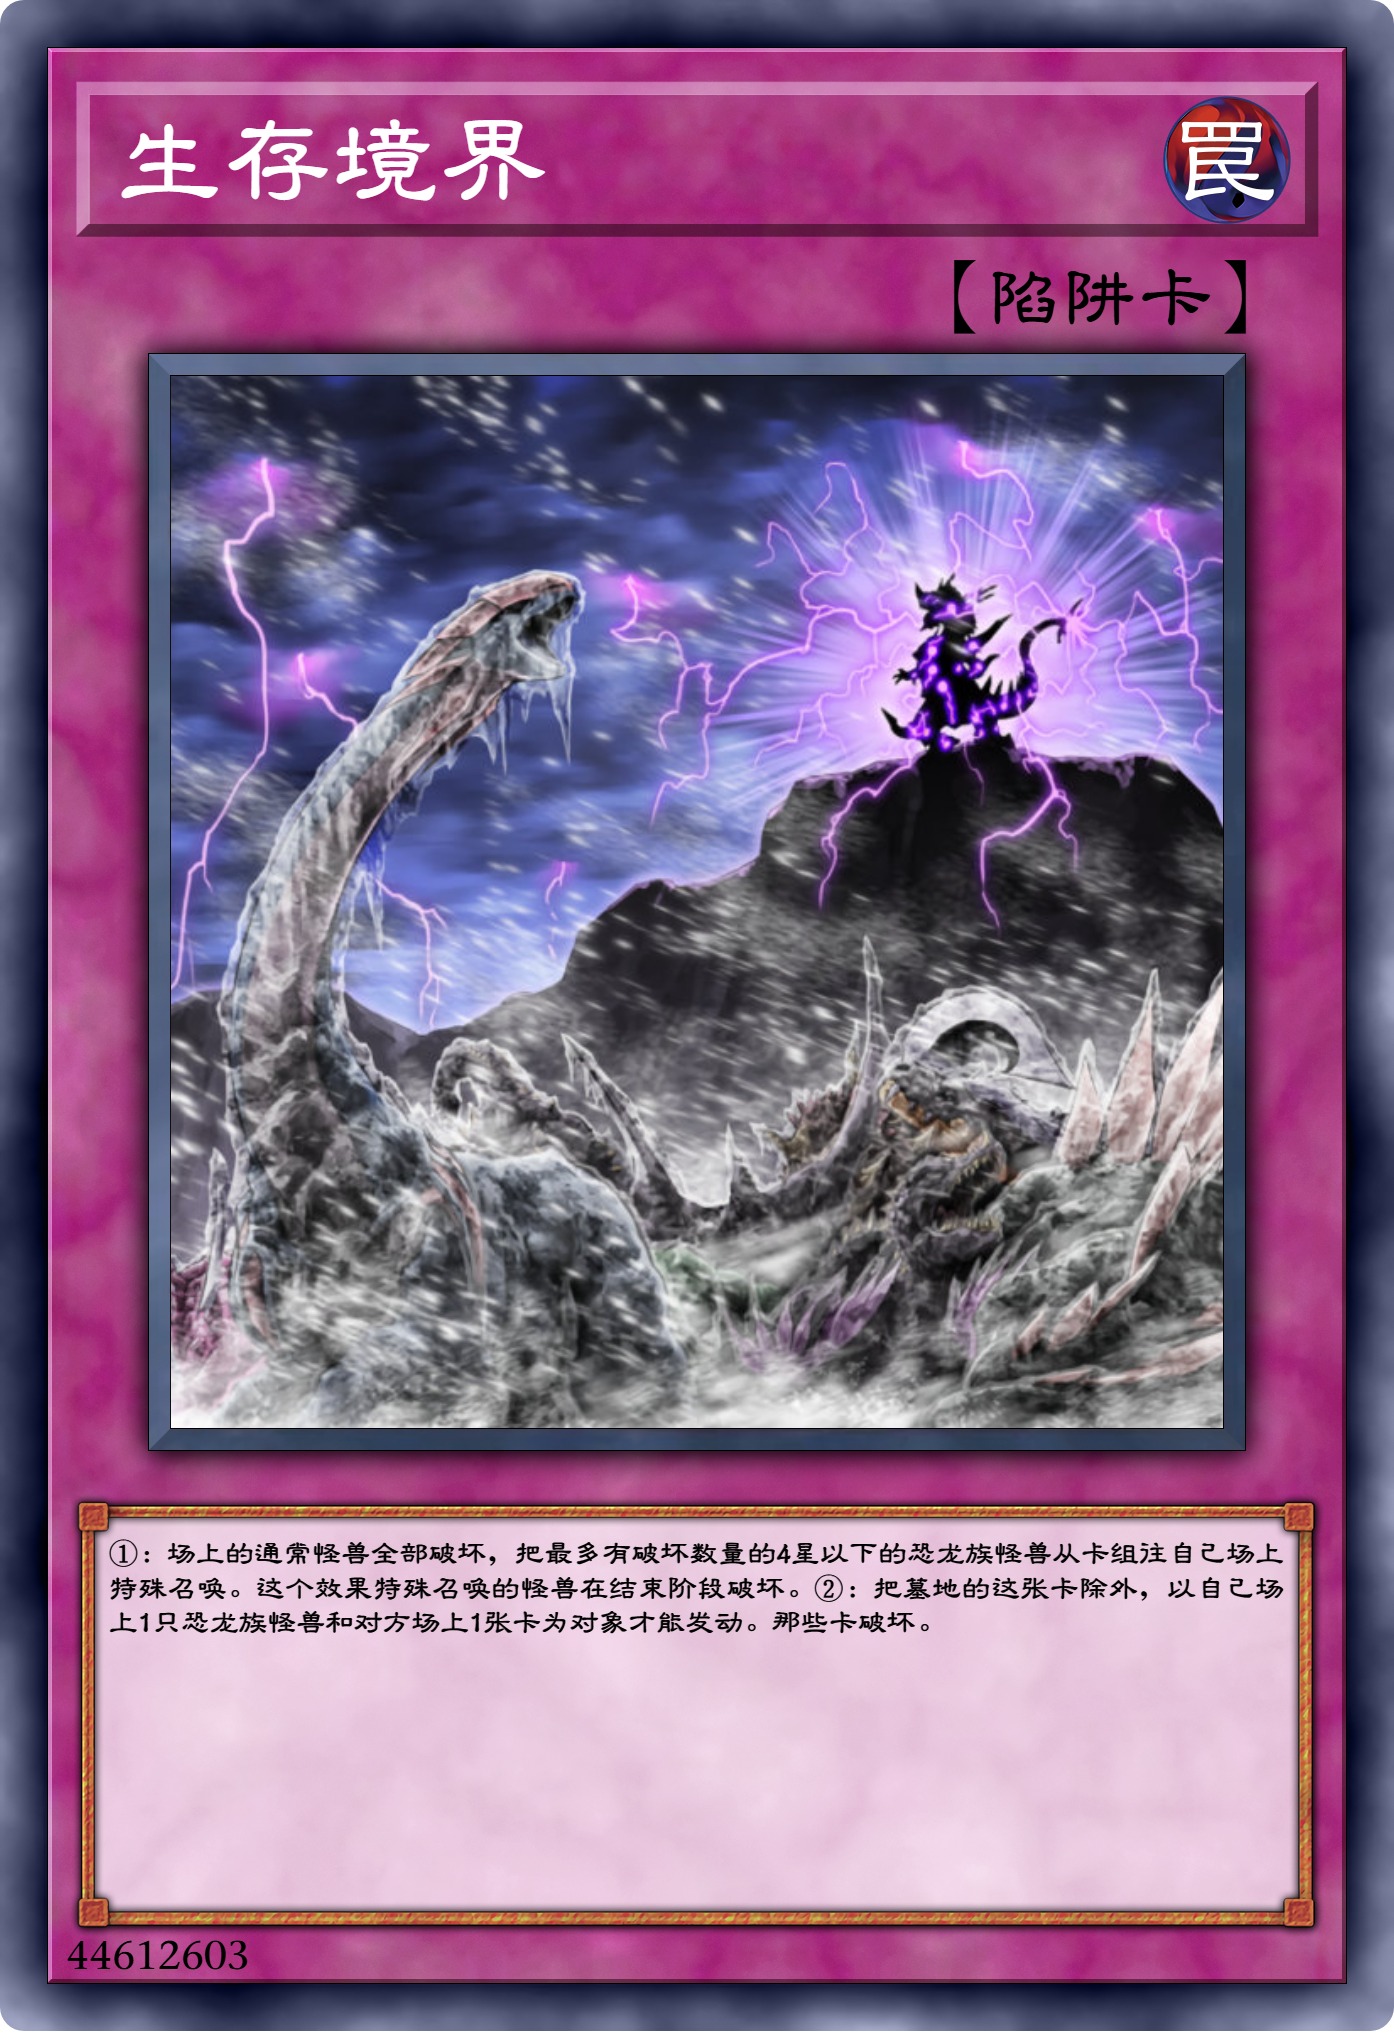 生存境界
罠
【陷阱卡】
①：场上的通常怪兽全部破坏，把最多有破坏数量的4星以下的恐龙族怪兽从卡组往自己场上
特殊召唤。这个效果特殊召唤的怪兽在结束阶段破坏。②：把墓地的这张卡除外，以自己场
上1只恐龙族怪兽和对方场上1张卡为对象才能发动。那些卡破坏。
44612603